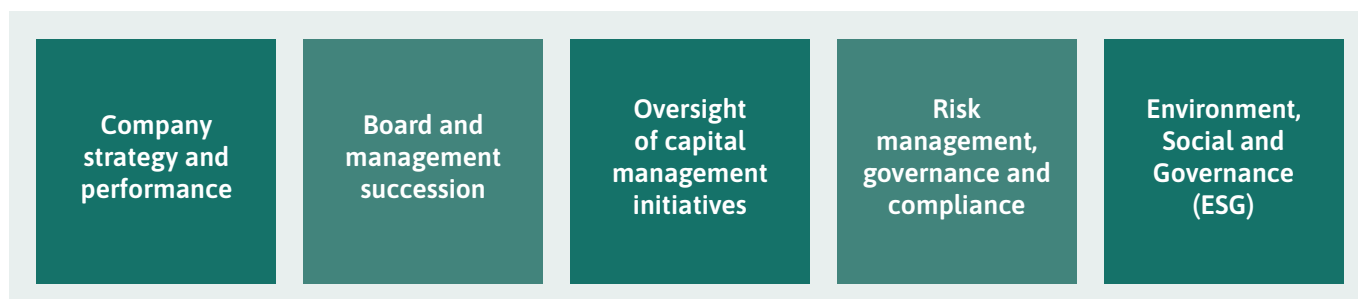 Company
strategy and
performance
Board and
management
succession
Oversight
of capital
management
initiatives
Risk
management,
governance and
compliance
Environment,
Social and
Governance
(ESG)